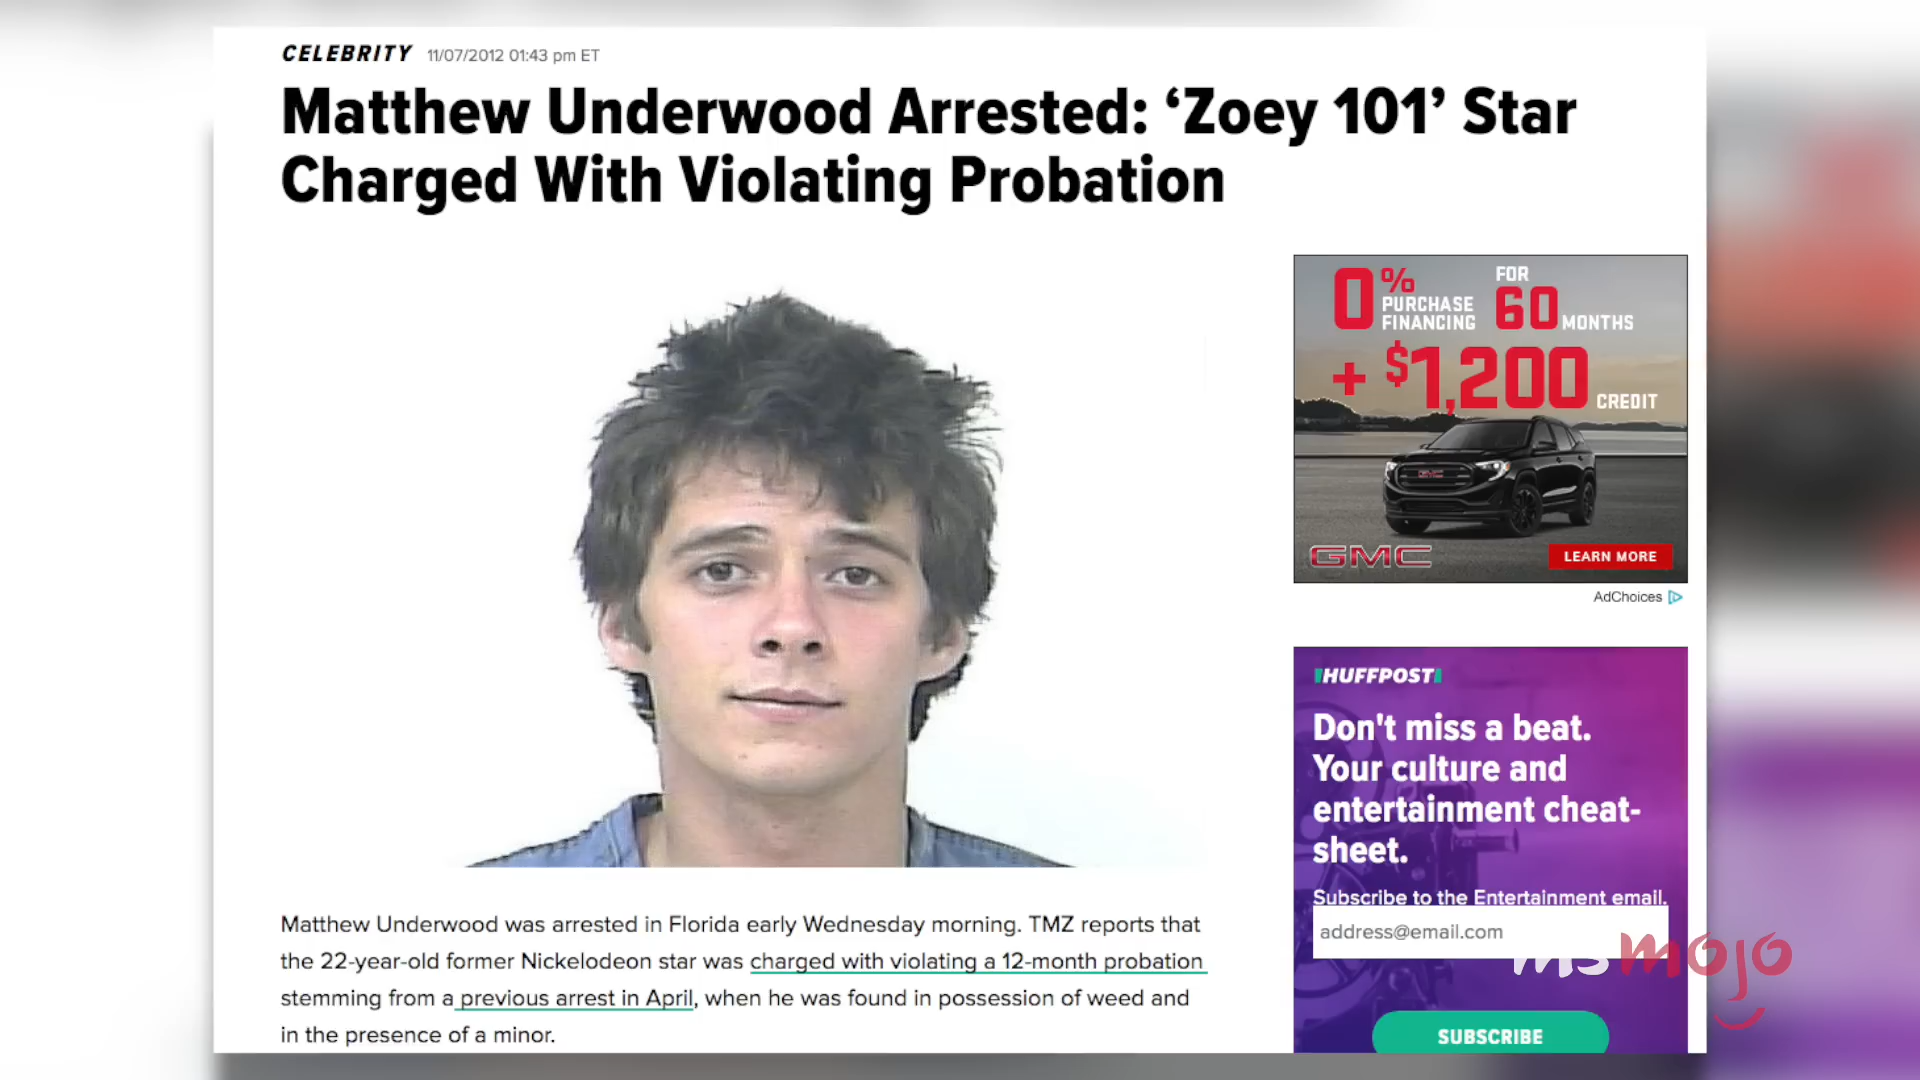 CELEBRITY 11/07/2012 01:43 pm ET
Matthew Underwood Arrested: ‘Zoey 101’ Star
Charged With Violating Probation
0% PURCHASE FINANCING FOR 60 MONTHS
+ $1,200 CREDIT
GMC
LEARN MORE
AdChoices
HUFFPOST
Don't miss a beat.
Your culture and
entertainment cheat-
sheet.
Subscribe to the Entertainment email.
address@email.com
SUBSCRIBE
Matthew Underwood was arrested in Florida early Wednesday morning. TMZ reports that
the 22-year-old former Nickelodeon star was charged with violating a 12-month probation
stemming from a previous arrest in April, when he was found in possession of weed and
in the presence of a minor.
msmojo